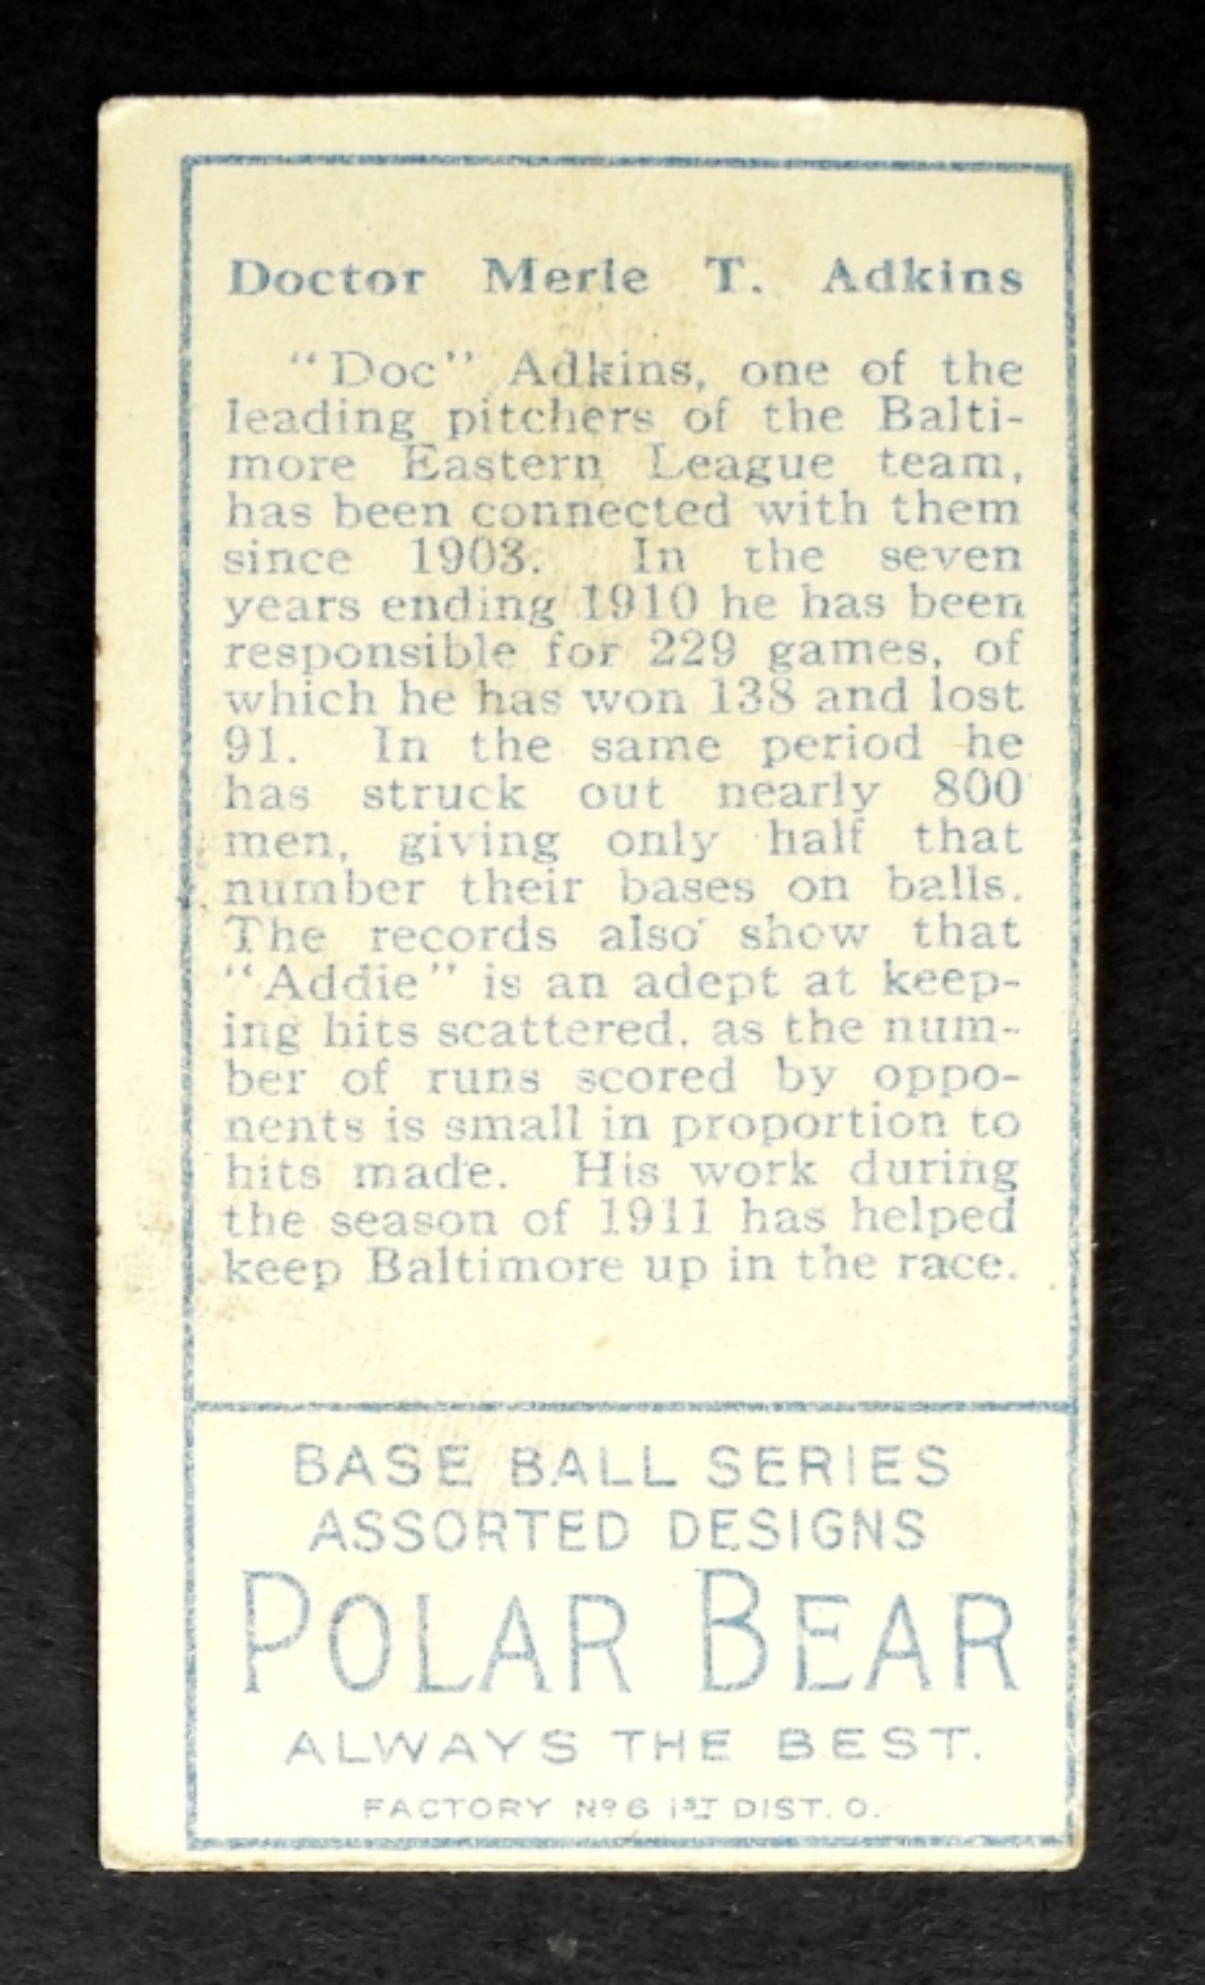 Doctor Merle T. Adkins
"Doc" Adkins, one of the
leading pitchers of the Balti-
more Eastern League team,
has been connected with them
since 1903. In the seven
years ending 1910 he has been
responsible for 229 games, of
which he has won 138 and lost
91. In the same period he
has struck out nearly 800
men, giving only half that
number their bases on balls.
The records also show that
"Addie" is an adept at keep-
ing hits scattered, as the num-
ber of runs scored by oppo-
nents is small in proportion to
hits made. His work during
the season of 1911 has helped
keep Baltimore up in the race.
BASE BALL SERIES
ASSORTED DESIGNS
POLAR BEAR
ALWAYS THE BEST.
FACTORY Nº 6 1ST DIST. O.